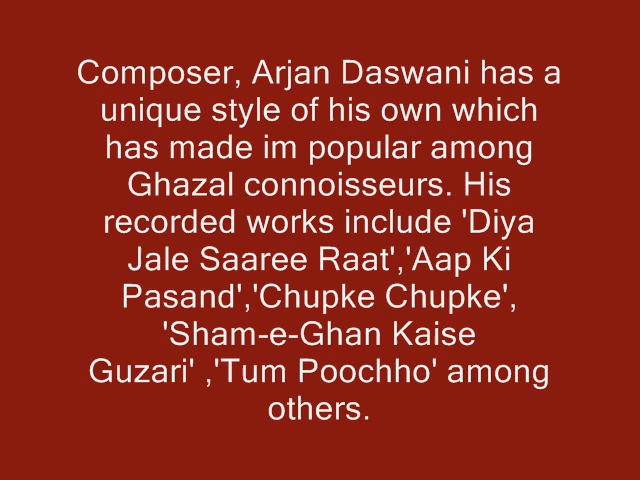 Composer, Arjan Daswani has a
unique style of his own which
has made im popular among
Ghazal connoisseurs. His
recorded works include 'Diya
Jale Saaree Raat','Aap Ki
Pasand','Chupke Chupke',
'Sham-e-Ghan Kaise
Guzari' ,'Tum Poochho' among
others.